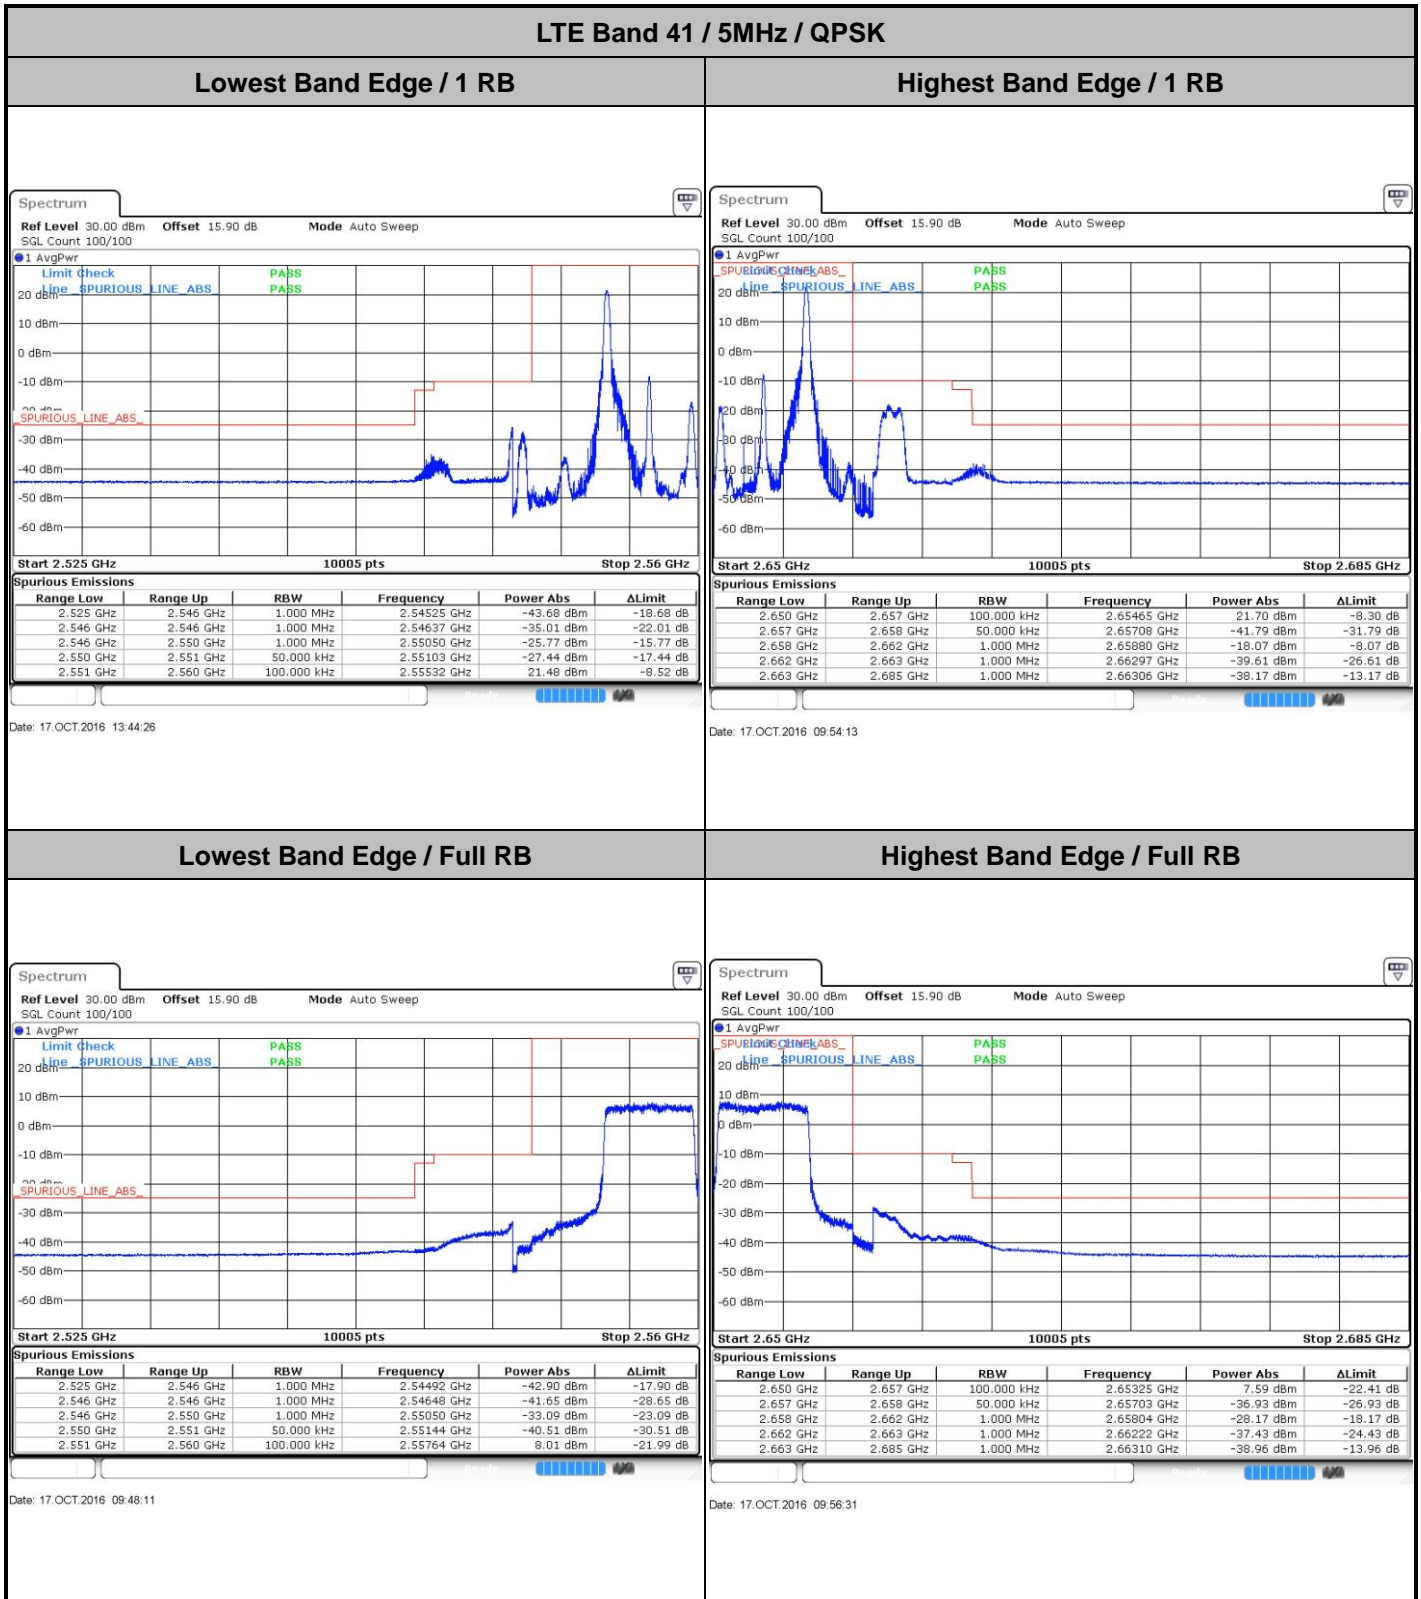 LTE Band 41 / 5MHz / QPSK
Lowest Band Edge / 1 RB
Spectrum
Ref Level 30.00 dBm Offset 15.90 dB Mode Auto Sweep
SGL Count 100/100
1 AvgPwr
Limit Check PASS
Line _SPURIOUS_LINE_ABS_ PASS
20 dBm
10 dBm
0 dBm
-10 dBm
_SPURIOUS_LINE_ABS_
-30 dBm
-40 dBm
-50 dBm
-60 dBm
Start 2.525 GHz 10005 pts Stop 2.56 GHz
Spurious Emissions
Range Low Range Up RBW Frequency Power Abs ΔLimit
2.525 GHz 2.546 GHz 1.000 MHz 2.54525 GHz -43.68 dBm -18.68 dB
2.546 GHz 2.546 GHz 1.000 MHz 2.54637 GHz -35.01 dBm -22.01 dB
2.546 GHz 2.550 GHz 1.000 MHz 2.55050 GHz -25.77 dBm -15.77 dB
2.550 GHz 2.551 GHz 50.000 kHz 2.55103 GHz -27.44 dBm -17.44 dB
2.551 GHz 2.560 GHz 100.000 kHz 2.55532 GHz 21.48 dBm -8.52 dB
Date: 17.OCT.2016 13:44:26
Highest Band Edge / 1 RB
Spectrum
Ref Level 30.00 dBm Offset 15.90 dB Mode Auto Sweep
SGL Count 100/100
1 AvgPwr
Limit Check PASS
Line _SPURIOUS_LINE_ABS_ PASS
20 dBm
10 dBm
0 dBm
-10 dBm
-20 dBm
-30 dBm
-40 dBm
-50 dBm
-60 dBm
Start 2.65 GHz 10005 pts Stop 2.685 GHz
Spurious Emissions
Range Low Range Up RBW Frequency Power Abs ΔLimit
2.650 GHz 2.657 GHz 100.000 kHz 2.65465 GHz 21.70 dBm -8.30 dB
2.657 GHz 2.658 GHz 50.000 kHz 2.65708 GHz -41.79 dBm -31.79 dB
2.658 GHz 2.662 GHz 1.000 MHz 2.65880 GHz -18.07 dBm -8.07 dB
2.662 GHz 2.663 GHz 1.000 MHz 2.66297 GHz -39.61 dBm -26.61 dB
2.663 GHz 2.685 GHz 1.000 MHz 2.66306 GHz -38.17 dBm -13.17 dB
Date: 17.OCT.2016 09:54:13
Lowest Band Edge / Full RB
Spectrum
Ref Level 30.00 dBm Offset 15.90 dB Mode Auto Sweep
SGL Count 100/100
1 AvgPwr
Limit Check PASS
Line _SPURIOUS_LINE_ABS_ PASS
20 dBm
10 dBm
0 dBm
-10 dBm
_SPURIOUS_LINE_ABS_
-30 dBm
-40 dBm
-50 dBm
-60 dBm
Start 2.525 GHz 10005 pts Stop 2.56 GHz
Spurious Emissions
Range Low Range Up RBW Frequency Power Abs ΔLimit
2.525 GHz 2.546 GHz 1.000 MHz 2.54492 GHz -42.90 dBm -17.90 dB
2.546 GHz 2.546 GHz 1.000 MHz 2.54648 GHz -41.65 dBm -28.65 dB
2.546 GHz 2.550 GHz 1.000 MHz 2.55050 GHz -33.09 dBm -23.09 dB
2.550 GHz 2.551 GHz 50.000 kHz 2.55144 GHz -40.51 dBm -30.51 dB
2.551 GHz 2.560 GHz 100.000 kHz 2.55764 GHz 8.01 dBm -21.99 dB
Date: 17.OCT.2016 09:48:11
Highest Band Edge / Full RB
Spectrum
Ref Level 30.00 dBm Offset 15.90 dB Mode Auto Sweep
SGL Count 100/100
1 AvgPwr
Limit Check PASS
Line _SPURIOUS_LINE_ABS_ PASS
20 dBm
10 dBm
0 dBm
-10 dBm
-20 dBm
-30 dBm
-40 dBm
-50 dBm
-60 dBm
Start 2.65 GHz 10005 pts Stop 2.685 GHz
Spurious Emissions
Range Low Range Up RBW Frequency Power Abs ΔLimit
2.650 GHz 2.657 GHz 100.000 kHz 2.65325 GHz 7.59 dBm -22.41 dB
2.657 GHz 2.658 GHz 50.000 kHz 2.65703 GHz -36.93 dBm -26.93 dB
2.658 GHz 2.662 GHz 1.000 MHz 2.65804 GHz -28.17 dBm -18.17 dB
2.662 GHz 2.663 GHz 1.000 MHz 2.66222 GHz -37.43 dBm -24.43 dB
2.663 GHz 2.685 GHz 1.000 MHz 2.66310 GHz -38.96 dBm -13.96 dB
Date: 17.OCT.2016 09:56:31